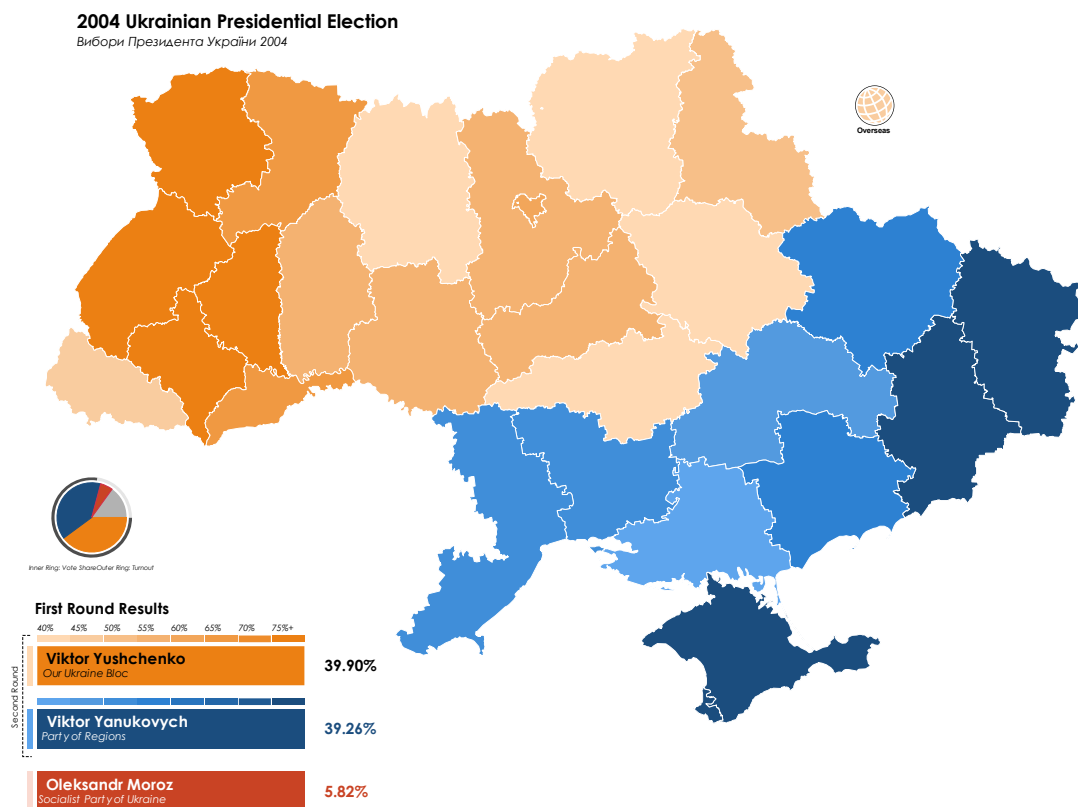 2004 Ukrainian Presidential Election
Вибори Президента України 2004
Overseas
Inner Ring: Vote ShareOuter Ring: Turnout
First Round Results
40% 45% 50% 55% 60% 65% 70% 75%+
Second Round
Viktor Yushchenko
Our Ukraine Bloc
39.90%
Viktor Yanukovych
Party of Regions
39.26%
Oleksandr Moroz
Socialist Party of Ukraine
5.82%